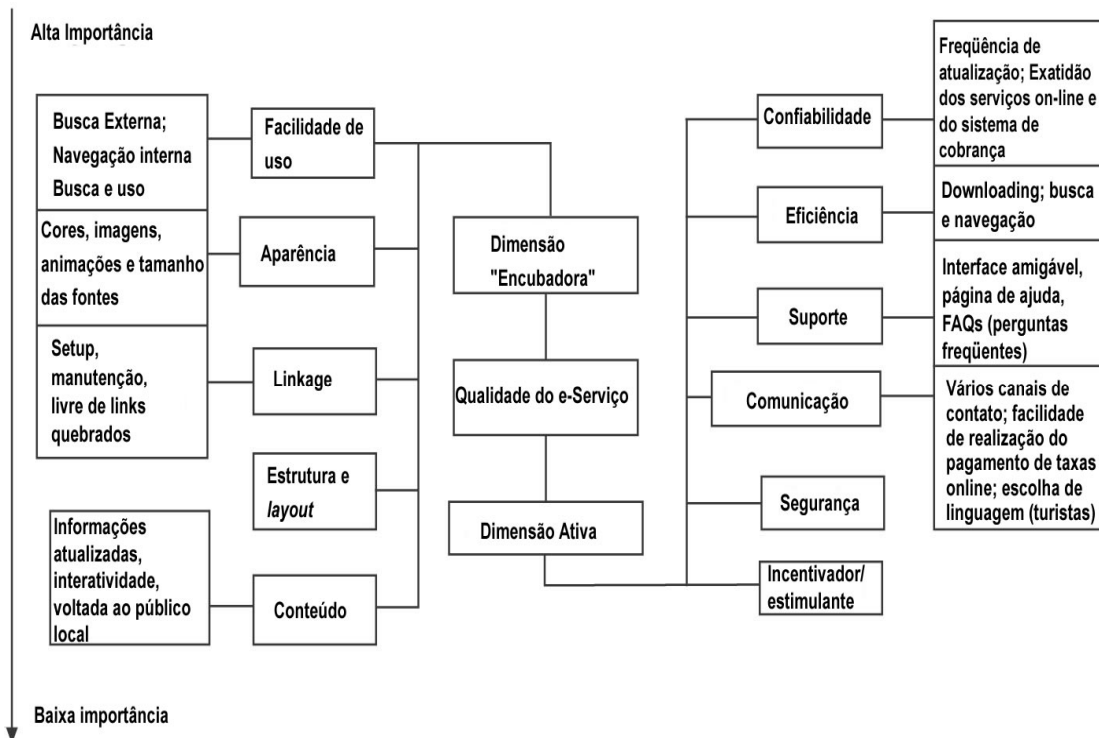 Alta Importância
Busca Externa;
Navegação interna
Busca e uso
Facilidade de
uso
Cores, imagens,
animações e tamanho
das fontes
Aparência
Setup,
manutenção,
livre de links
quebrados
Linkage
Estrutura e
layout
Informações
atualizadas,
interatividade,
voltada ao público
local
Conteúdo
Dimensão
"Encubadora"
Qualidade do e-Serviço
Dimensão Ativa
Confiabilidade
Freqüência de
atualização; Exatidão
dos serviços on-line e
do sistema de
cobrança
Eficiência
Downloading; busca
e navegação
Suporte
Interface amigável,
página de ajuda,
FAQs (perguntas
freqüentes)
Comunicação
Vários canais de
contato; facilidade
de realização do
pagamento de taxas
online; escolha de
linguagem (turistas)
Segurança
Incentivador/
estimulante
Baixa importância